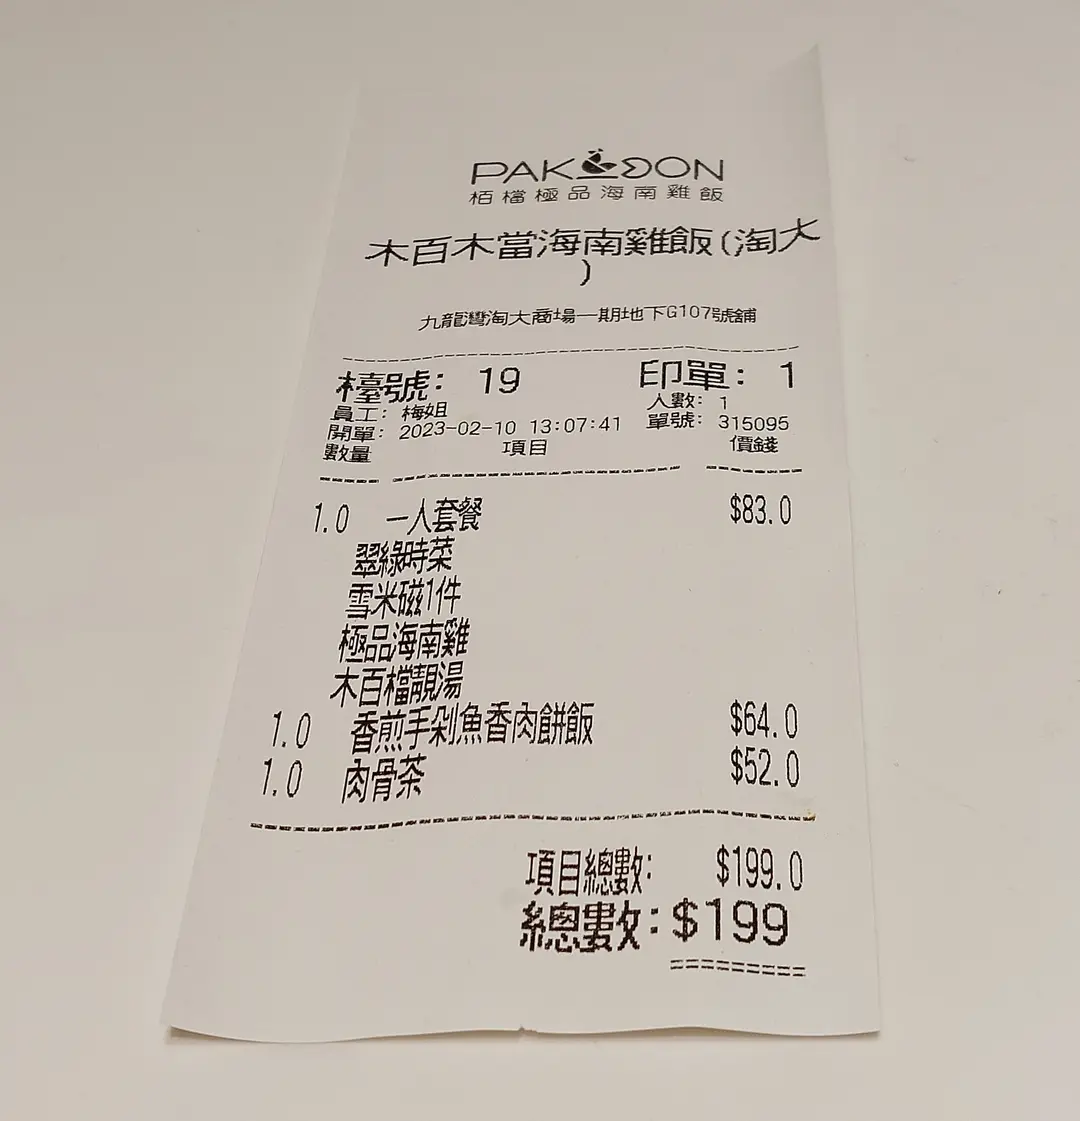 PAK DON
栢檔極品海南雞飯
木百木當海南雞飯(淘大
)
九龍灣淘大商場一期地下G107號舖
檯號: 19 印單: 1
員工: 梅姐 人數: 1
開單: 2023-02-10 13:07:41 單號: 315095
數量 項目 價錢
1.0 一人套餐 $83.0
翠綠時菜
雪米磁1件
極品海南雞
木百檔靚湯
1.0 香煎手剁魚香肉餅飯 $64.0
1.0 肉骨茶 $52.0
項目總數: $199.0
總數: $199